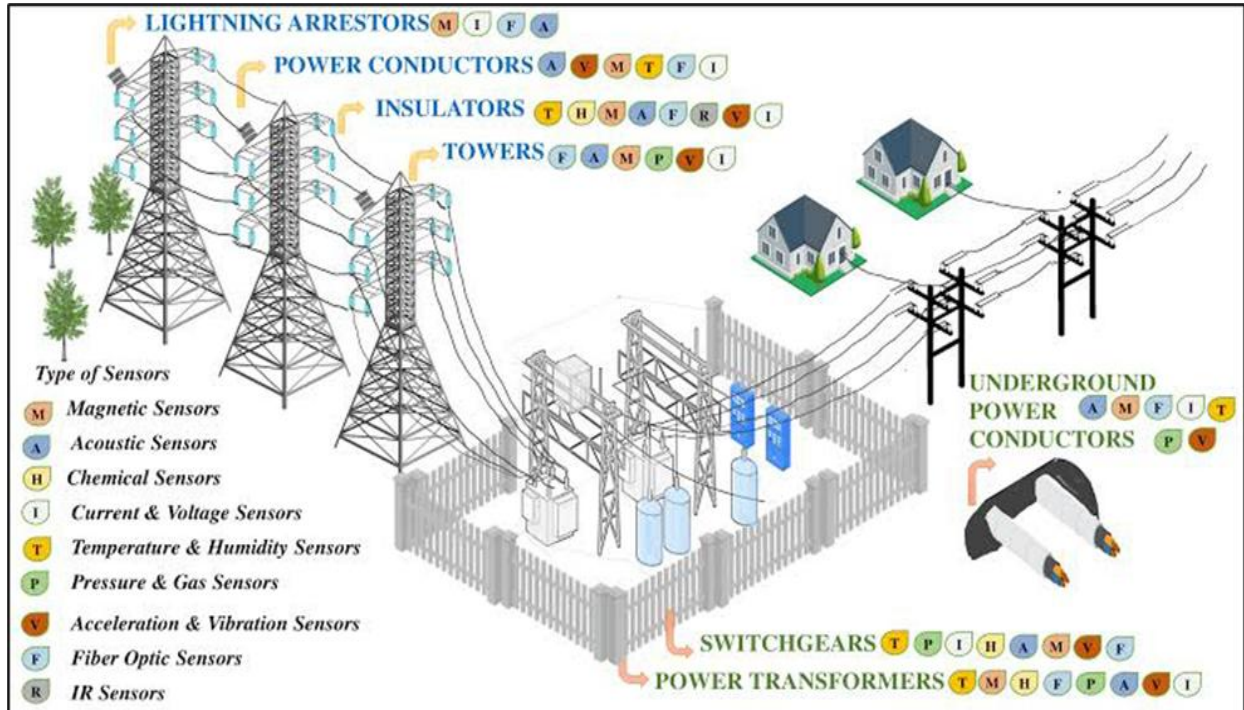 LIGHTNING ARRESTORS M I F A
POWER CONDUCTORS A V M T F I
INSULATORS T H M A F R V I
TOWERS F A M P V I
Type of Sensors
M Magnetic Sensors
A Acoustic Sensors
H Chemical Sensors
I Current & Voltage Sensors
T Temperature & Humidity Sensors
P Pressure & Gas Sensors
V Acceleration & Vibration Sensors
F Fiber Optic Sensors
R IR Sensors
UNDERGROUND
POWER A M F I T
CONDUCTORS P V
SWITCHGEARS T P I H A M V F
POWER TRANSFORMERS T M H F P A V I